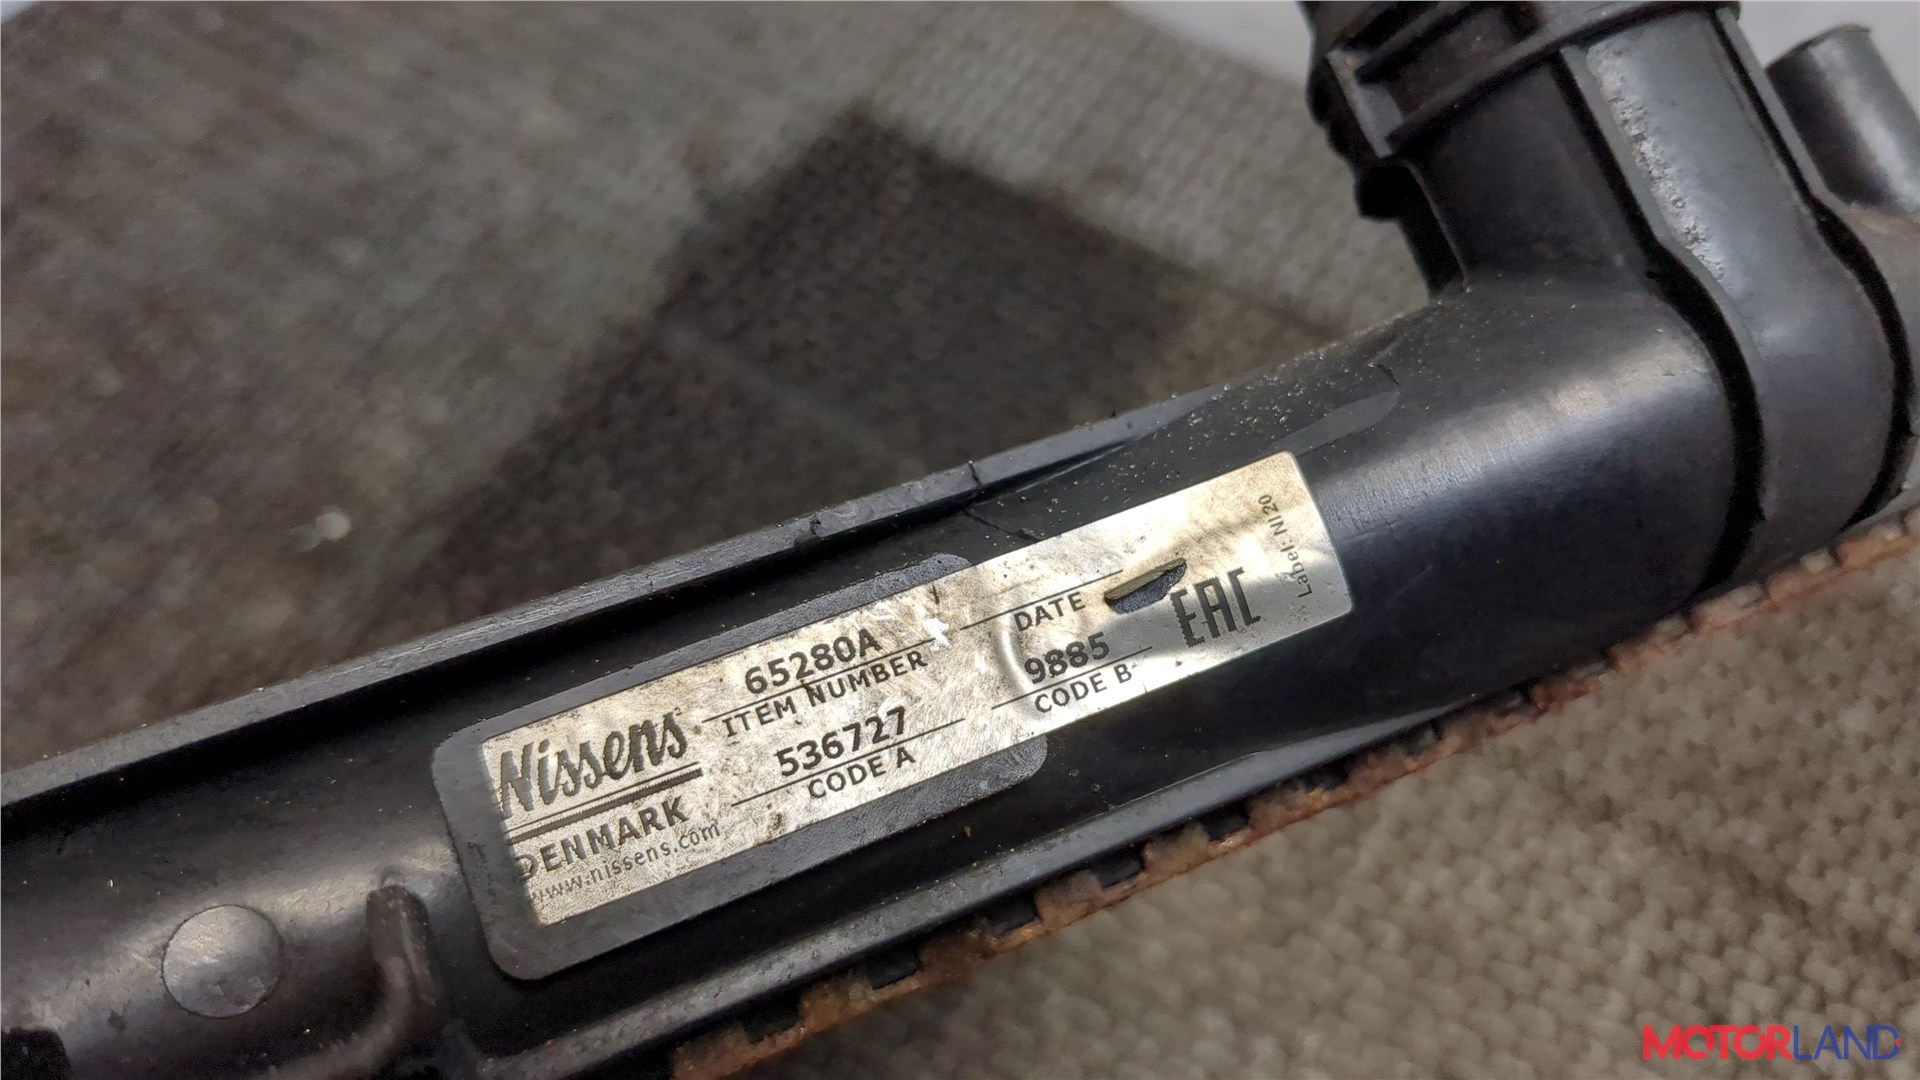 Nissens
DENMARK
www.nissens.com
65280A
ITEM NUMBER
536727
CODE A
DATE
9885
CODE B
EAC
Label: NI20
MOTORLAND